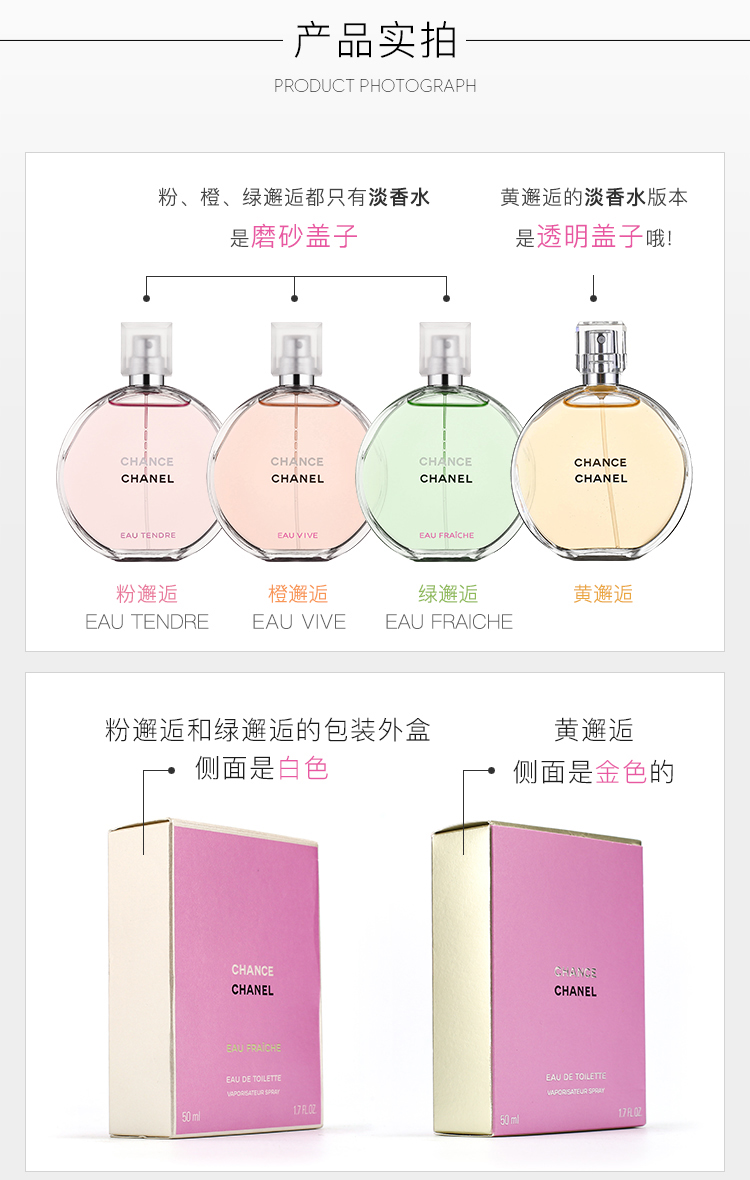 产品实拍
PRODUCT PHOTOGRAPH
粉、橙、绿邂逅都只有淡香水
是磨砂盖子
黄邂逅的淡香水版本
是透明盖子哦!
CHANCE
CHANEL
EAU TENDRE
CHANCE
CHANEL
EAU VIVE
CHANCE
CHANEL
EAU FRAÎCHE
CHANCE
CHANEL
粉邂逅
EAU TENDRE
橙邂逅
EAU VIVE
绿邂逅
EAU FRAICHE
黄邂逅
粉邂逅和绿邂逅的包装外盒
侧面是白色
黄邂逅
侧面是金色的
CHANCE
CHANEL
EAU FRAÎCHE
EAU DE TOILETTE
VAPORISATEUR SPRAY
50 ml
1.7 FL.OZ
CHANCE
CHANEL
EAU DE TOILETTE
VAPORISATEUR SPRAY
50 ml
1.7 FL.OZ